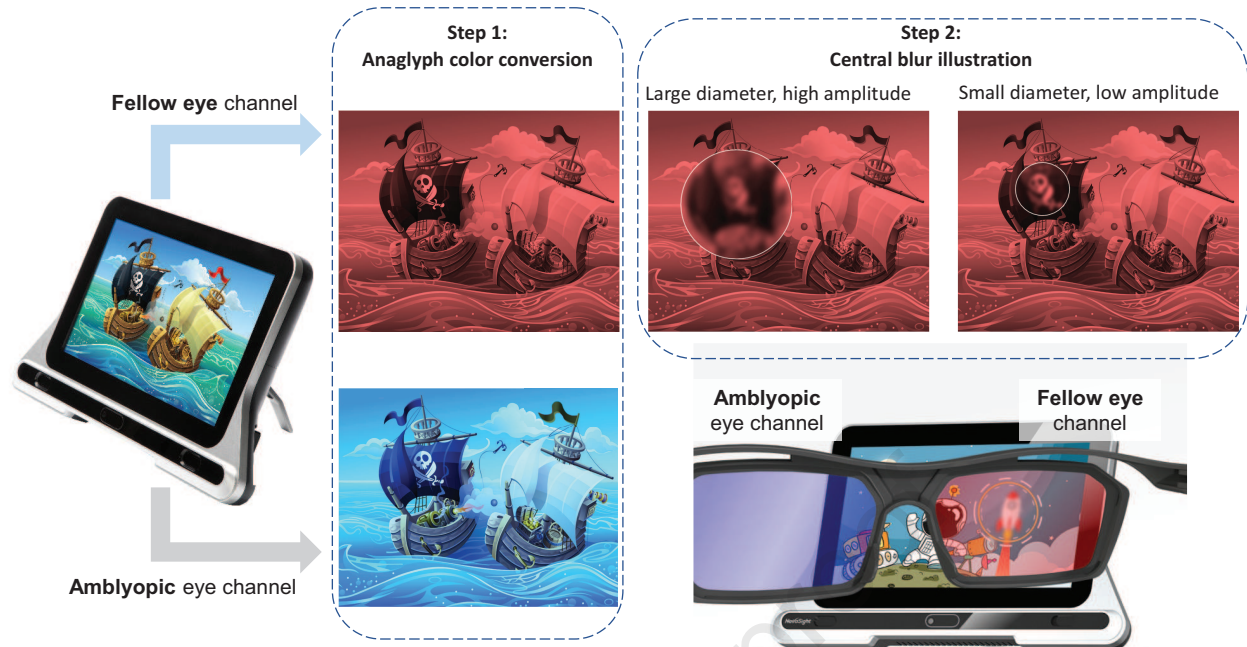 Step 1:
Anaglyph color conversion
Step 2:
Central blur illustration
Fellow eye channel
Large diameter, high amplitude
Small diameter, low amplitude
Amblyopic
eye channel
Fellow eye
channel
Amblyopic eye channel
NovaSight